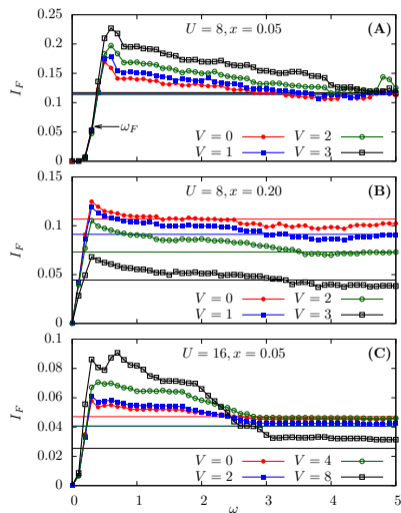 U = 8, x = 0.05 (A)
0.25
0.2
0.15
0.1
0.05
0
I_F
ω_F
V = 0 V = 2
V = 1 V = 3
U = 8, x = 0.20 (B)
0.15
0.1
0.05
0
I_F
V = 0 V = 2
V = 1 V = 3
U = 16, x = 0.05 (C)
0.1
0.08
0.06
0.04
0.02
0
I_F
V = 0 V = 4
V = 2 V = 8
0 1 2 3 4 5
ω